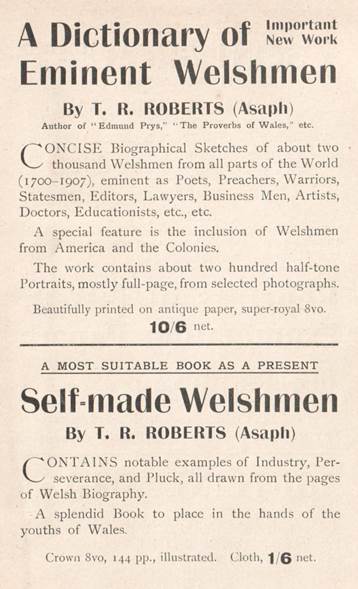 A Dictionary of Important
New Work
Eminent Welshmen
By T. R. ROBERTS (Asaph)
Author of "Edmund Prys," "The Proverbs of Wales," etc.
CONCISE Biographical Sketches of about two
thousand Welshmen from all parts of the World
(1700-1907), eminent as Poets, Preachers, Warriors,
Statesmen, Editors, Lawyers, Business Men, Artists,
Doctors, Educationists, etc., etc.
A special feature is the inclusion of Welshmen
from America and the Colonies.
The work contains about two hundred half-tone
Portraits, mostly full-page, from selected photographs.
Beautifully printed on antique paper, super-royal 8vo.
10/6 net.
A MOST SUITABLE BOOK AS A PRESENT
Self-made Welshmen
By T. R. ROBERTS (Asaph)
CONTAINS notable examples of Industry, Per-
severance, and Pluck, all drawn from the pages
of Welsh Biography.
A splendid Book to place in the hands of the
youths of Wales.
Crown 8vo, 144 pp., illustrated. Cloth, 1/6 net.